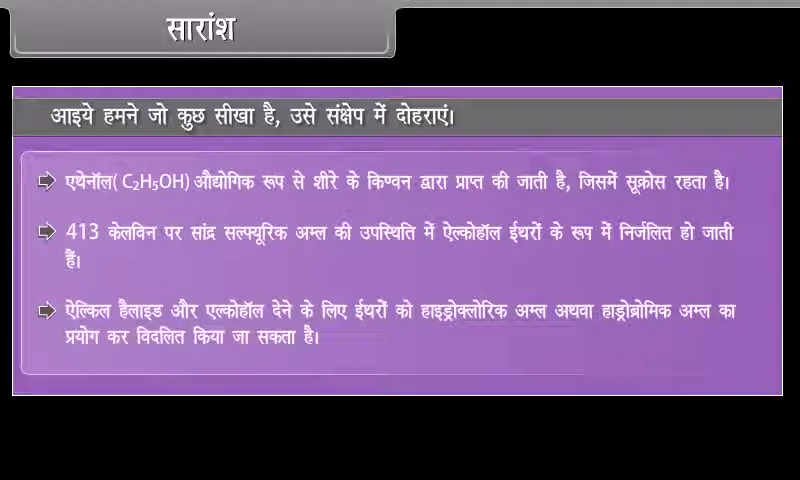 सारांश
आइये हमने जो कुछ सीखा है, उसे संक्षेप में दोहराएं।
एथेनॉल( C₂H₅OH) औद्योगिक रूप से शीरे के किण्वन द्वारा प्राप्त की जाती है, जिसमें सूक्रोस रहता है।
413 केलविन पर सांद्र सल्फ्यूरिक अम्ल की उपस्थिति में ऐल्कोहॉल ईथरों के रूप में निर्जलित हो जाती
हैं।
ऐल्किल हैलाइड और एल्कोहॉल देने के लिए ईथरों को हाइड्रोक्लोरिक अम्ल अथवा हाड्रोब्रोमिक अम्ल का
प्रयोग कर विदलित किया जा सकता है।